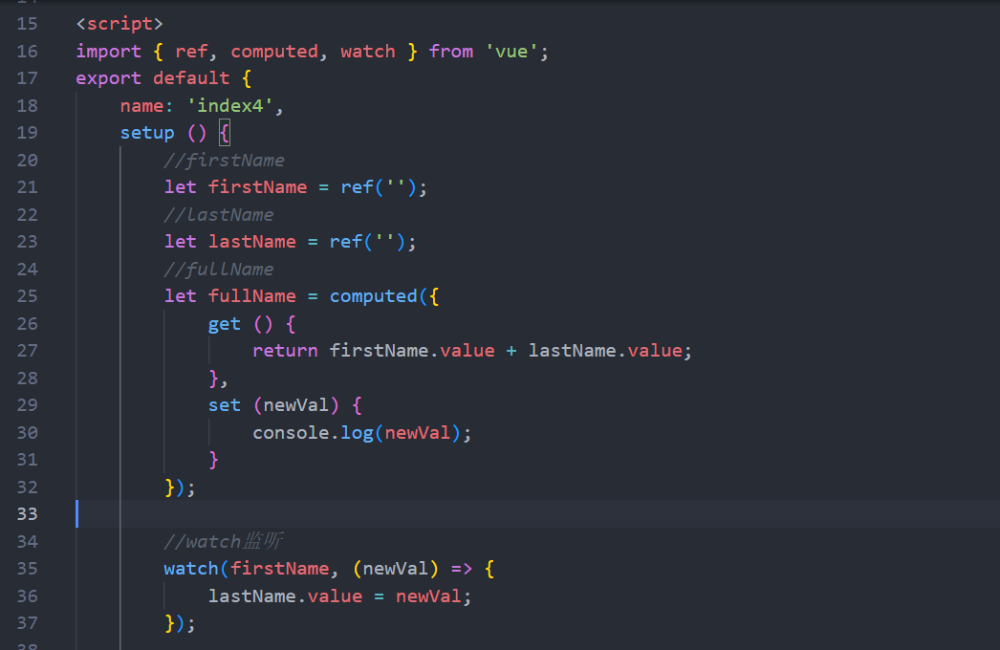 15 <script>
16 import { ref, computed, watch } from 'vue';
17 export default {
18     name: 'index4',
19     setup () {
20         //firstName
21         let firstName = ref('');
22         //lastName
23         let lastName = ref('');
24         //fullName
25         let fullName = computed({
26             get () {
27                 return firstName.value + lastName.value;
28             },
29             set (newVal) {
30                 console.log(newVal);
31             }
32         });
33
34         //watch监听
35         watch(firstName, (newVal) => {
36             lastName.value = newVal;
37         });